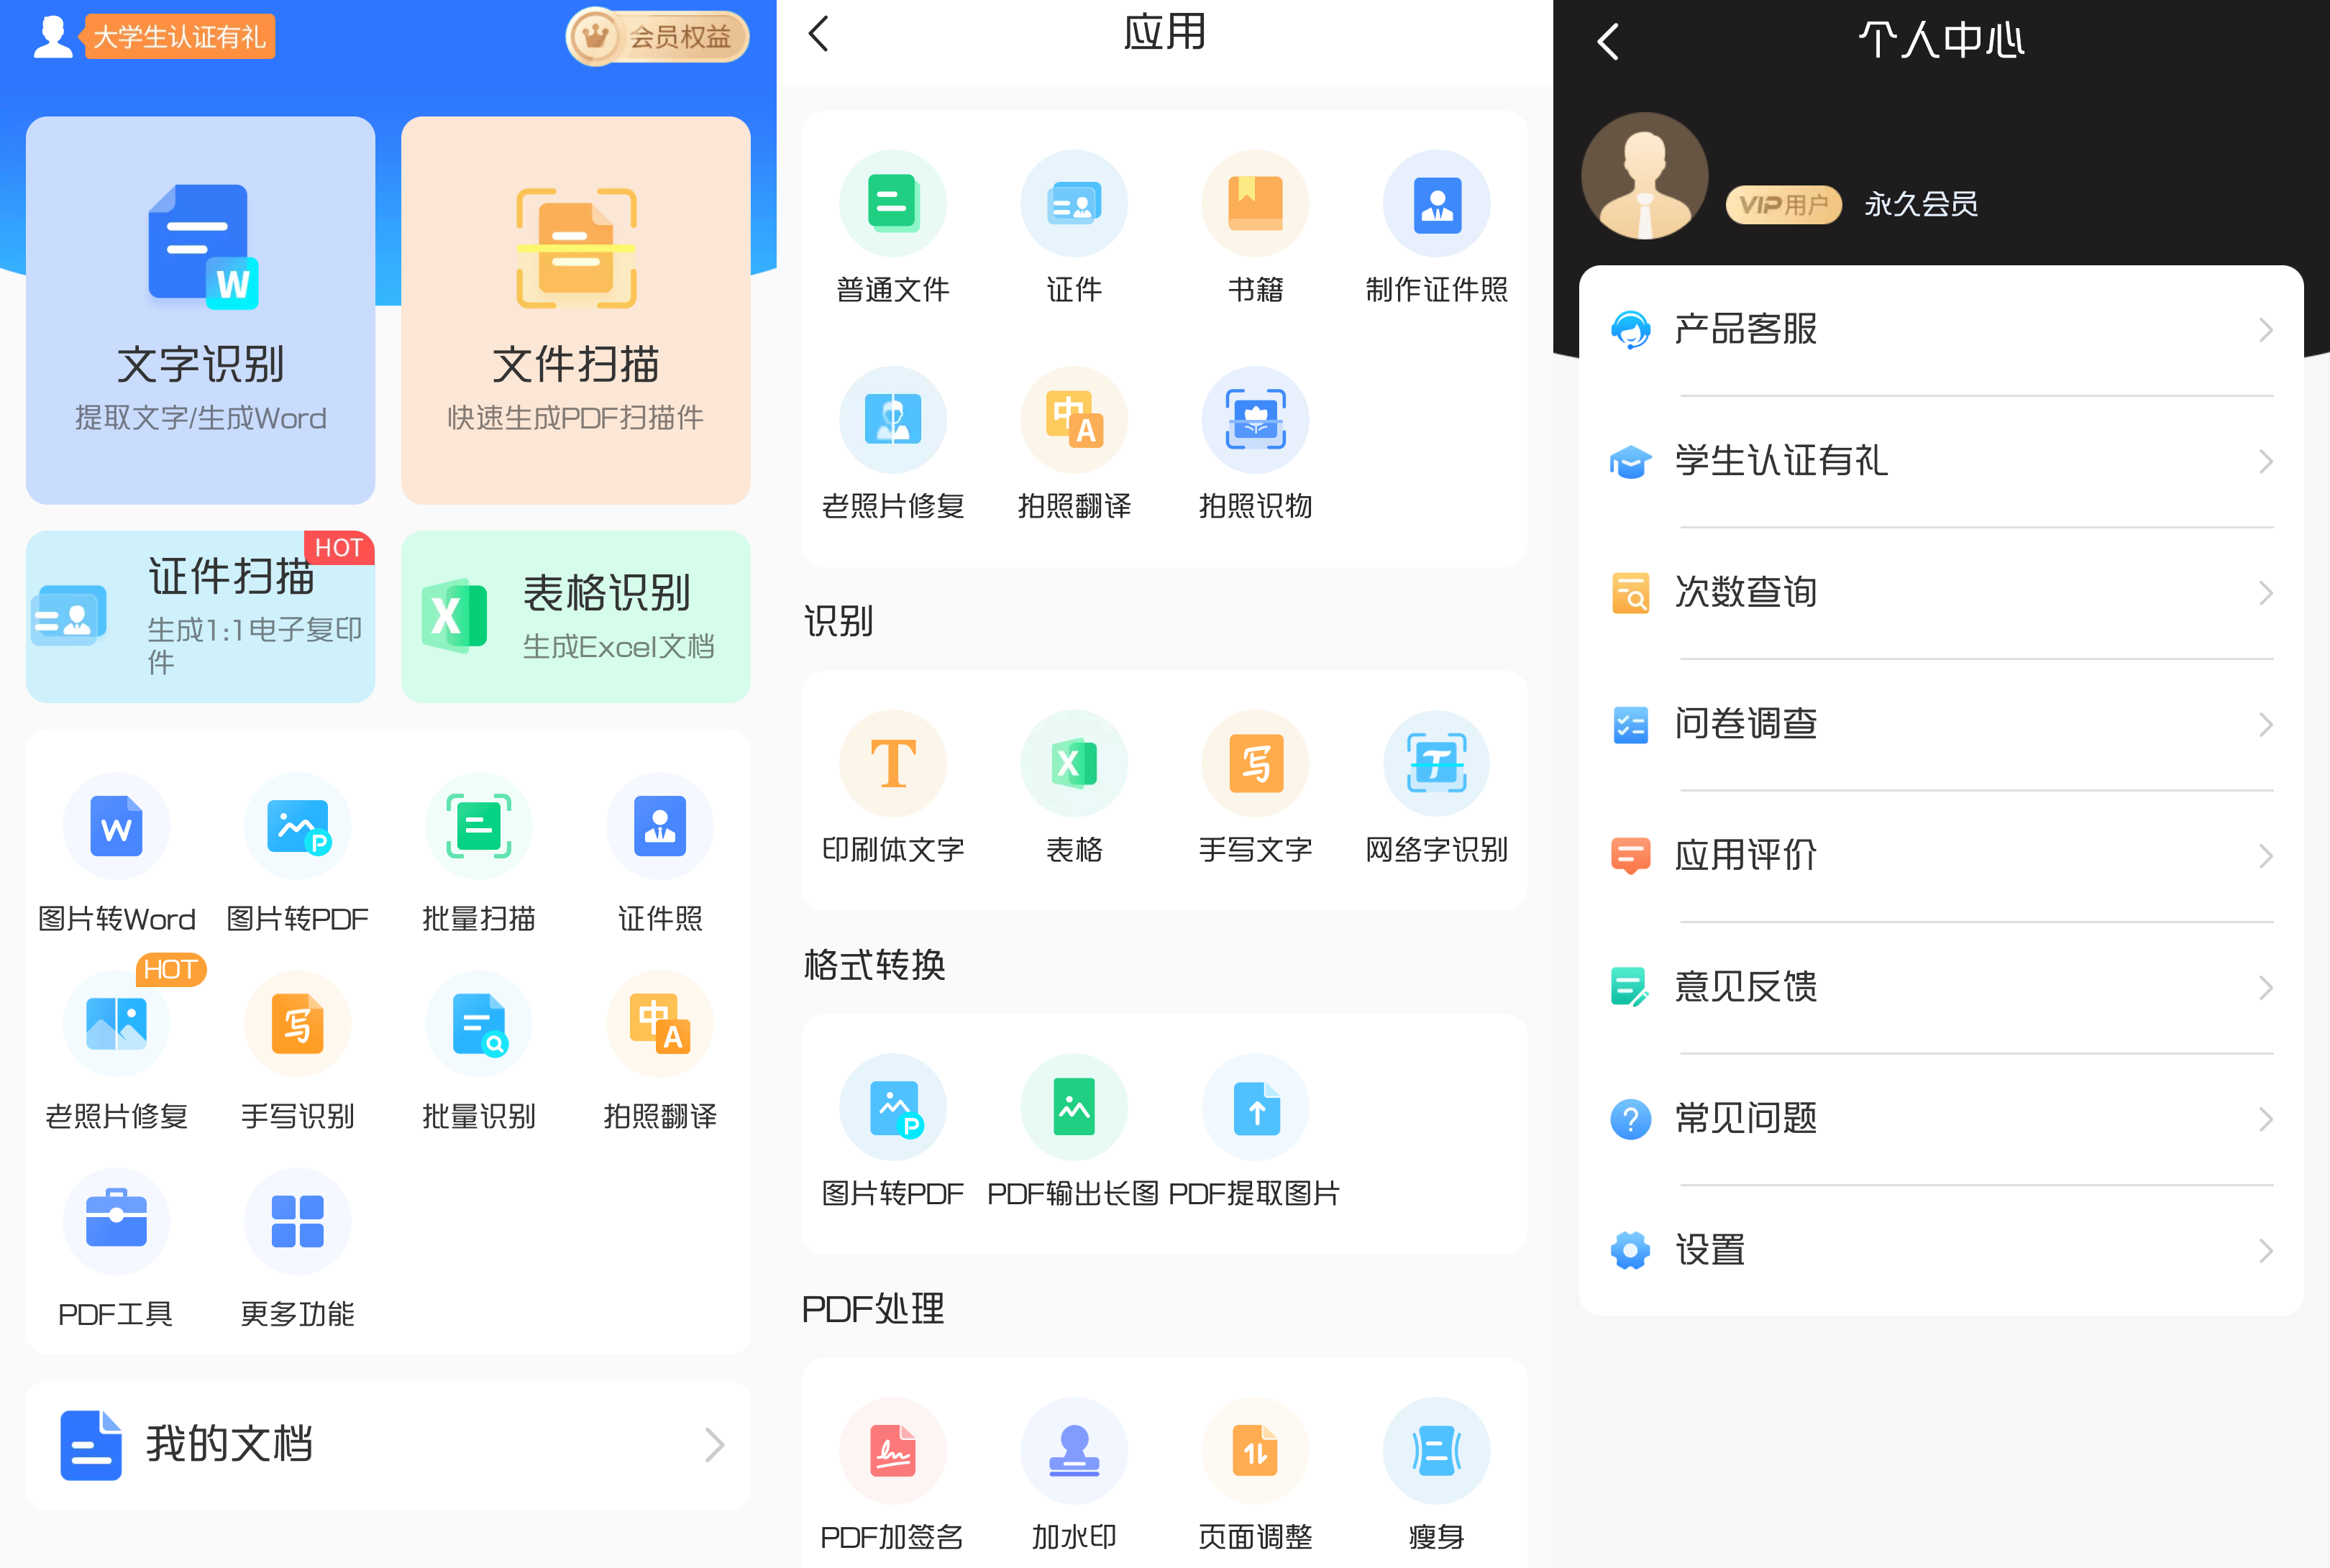 大学生认证有礼
会员权益
文字识别
提取文字/生成Word
文件扫描
快速生成PDF扫描件
HOT
证件扫描
生成1:1电子复印
件
表格识别
生成Excel文档
图片转Word
图片转PDF
批量扫描
证件照
HOT
老照片修复
手写识别
批量识别
拍照翻译
PDF工具
更多功能
我的文档
应用
普通文件
证件
书籍
制作证件照
老照片修复
拍照翻译
拍照识物
识别
印刷体文字
表格
手写文字
网络字识别
格式转换
图片转PDF
PDF输出长图
PDF提取图片
PDF处理
PDF加签名
加水印
页面调整
瘦身
个人中心
VIP用户
永久会员
产品客服
学生认证有礼
次数查询
问卷调查
应用评价
意见反馈
常见问题
设置